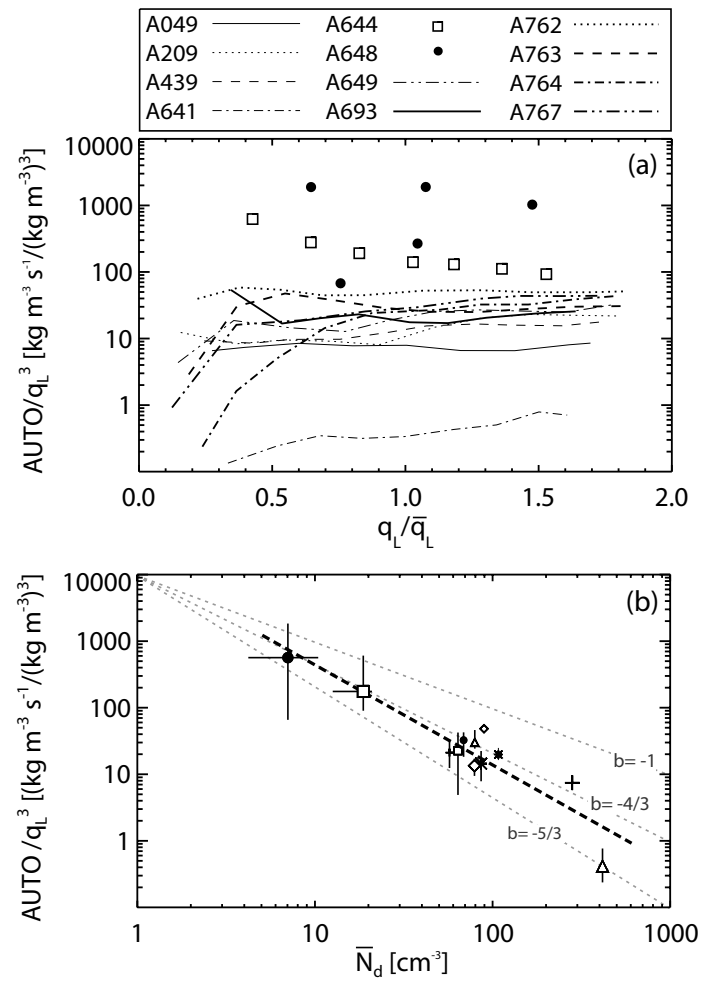 A049 A644 A762
A209 A648 A763
A439 A649 A764
A641 A693 A767
(a)
AUTO/q_L^3 [kg m^-3 s^-1/(kg m^-3)^3]
10000
1000
100
10
1
0.0 0.5 1.0 1.5 2.0
q_L/q̅_L
(b)
AUTO /q_L^3 [(kg m^-3 s^-1/(kg m^-3)^3]
10000
1000
100
10
1
b= -1
b= -4/3
b= -5/3
1 10 100 1000
N̅_d [cm^-3]